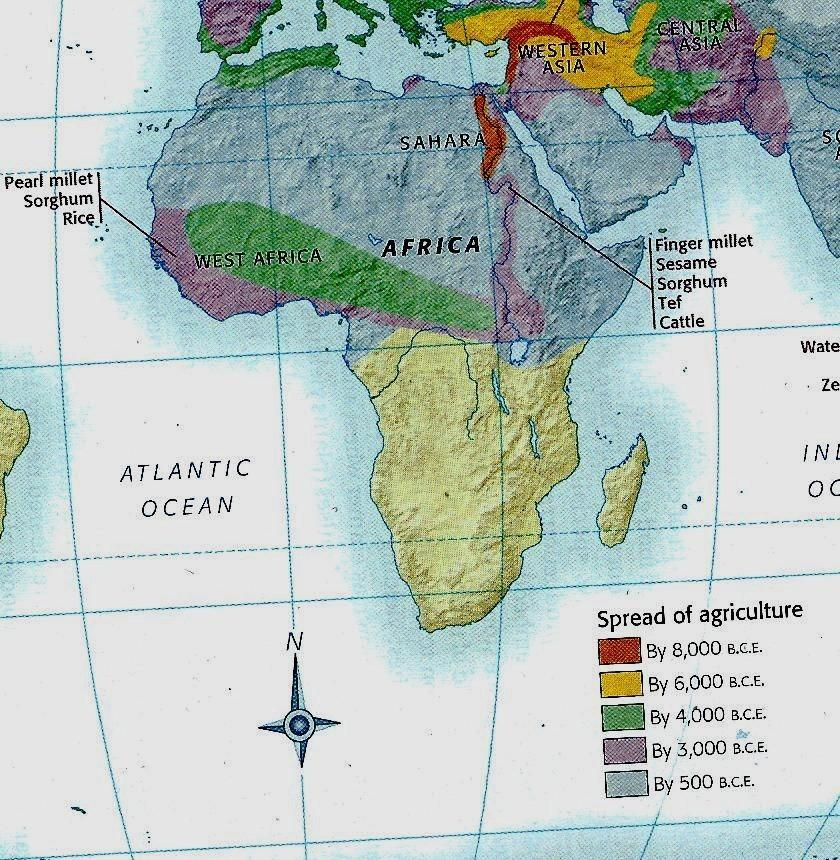 CENTRAL
ASIA
WESTERN
ASIA
SAHARA
Pearl millet
Sorghum
Rice
AFRICA
WEST AFRICA
Finger millet
Sesame
Sorghum
Tef
Cattle
ATLANTIC
OCEAN
Spread of agriculture
By 8,000 B.C.E.
By 6,000 B.C.E.
By 4,000 B.C.E.
By 3,000 B.C.E.
By 500 B.C.E.
N